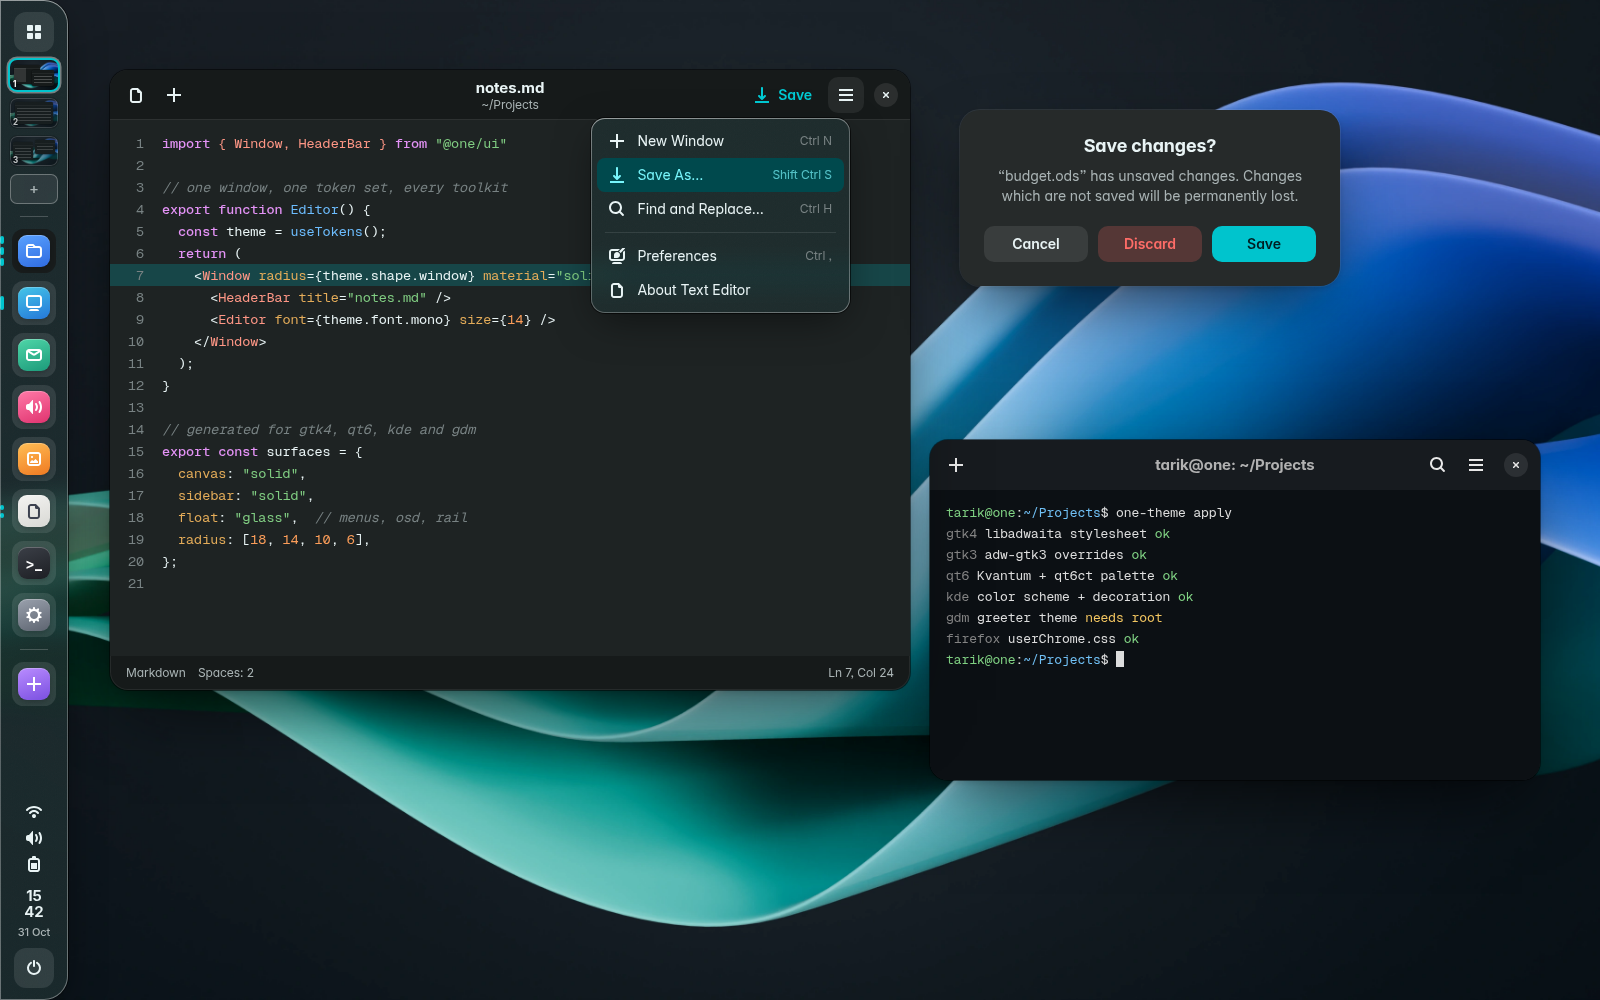 1
2
3
+
>_
15
42
31 Oct
notes.md
~/Projects
Save
1 import { Window, HeaderBar } from "@one/ui"
2
3 // one window, one token set, every toolkit
4 export function Editor() {
5 const theme = useTokens();
6 return (
7 <Window radius={theme.shape.window} material="soli
8 <HeaderBar title="notes.md" />
9 <Editor font={theme.font.mono} size={14} />
10 </Window>
11 );
12 }
13
14 // generated for gtk4, qt6, kde and gdm
15 export const surfaces = {
16 canvas: "solid",
17 sidebar: "solid",
18 float: "glass", // menus, osd, rail
19 radius: [18, 14, 10, 6],
20 };
21
Markdown Spaces: 2 Ln 7, Col 24
New Window Ctrl N
Save As... Shift Ctrl S
Find and Replace... Ctrl H
Preferences Ctrl ,
About Text Editor
Save changes?
“budget.ods” has unsaved changes. Changes
which are not saved will be permanently lost.
Cancel Discard Save
tarik@one: ~/Projects
tarik@one:~/Projects$ one-theme apply
gtk4 libadwaita stylesheet ok
gtk3 adw-gtk3 overrides ok
qt6 Kvantum + qt6ct palette ok
kde color scheme + decoration ok
gdm greeter theme needs root
firefox userChrome.css ok
tarik@one:~/Projects$